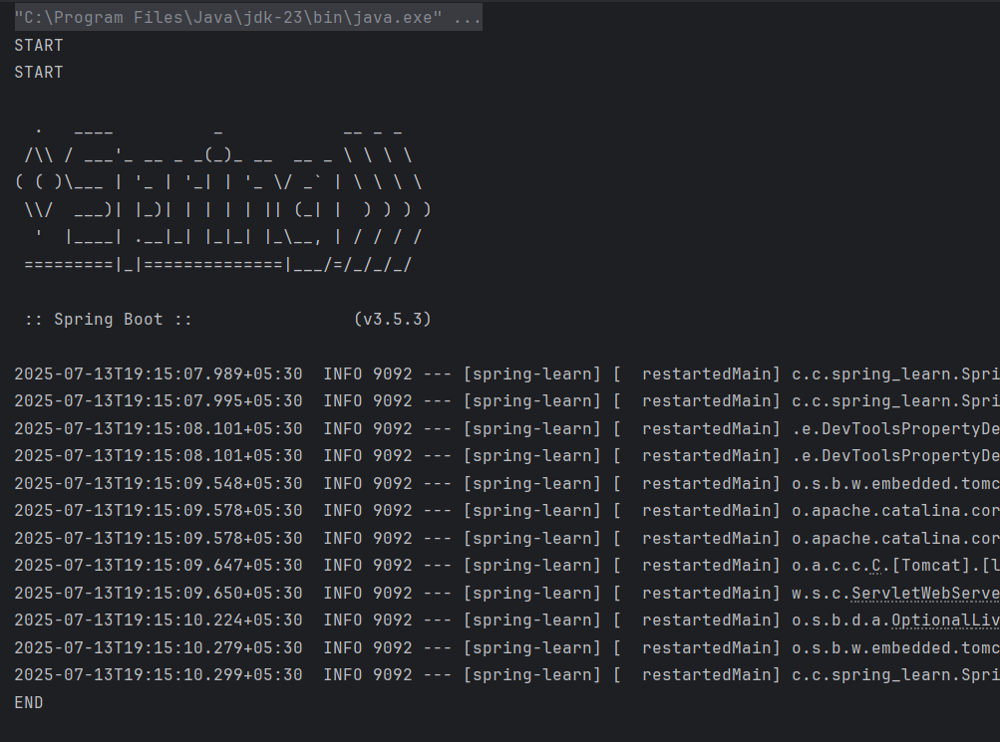 "C:\Program Files\Java\jdk-23\bin\java.exe" ...
START
START

  .   ____          _            __ _ _
 /\\ / ___'_ __ _ _(_)_ __  __ _ \ \ \ \
( ( )\___ | '_ | '_| | '_ \/ _` | \ \ \ \
 \\/  ___)| |_)| | | | | || (_| |  ) ) ) )
  '  |____| .__|_| |_|_| |_\__, | / / / /
 =========|_|==============|___/=/_/_/_/

 :: Spring Boot ::                (v3.5.3)

2025-07-13T19:15:07.989+05:30  INFO 9092 --- [spring-learn] [  restartedMain] c.c.spring_learn.Spri
2025-07-13T19:15:07.995+05:30  INFO 9092 --- [spring-learn] [  restartedMain] c.c.spring_learn.Spri
2025-07-13T19:15:08.101+05:30  INFO 9092 --- [spring-learn] [  restartedMain] .e.DevToolsPropertyDe
2025-07-13T19:15:08.101+05:30  INFO 9092 --- [spring-learn] [  restartedMain] .e.DevToolsPropertyDe
2025-07-13T19:15:09.548+05:30  INFO 9092 --- [spring-learn] [  restartedMain] o.s.b.w.embedded.tomc
2025-07-13T19:15:09.578+05:30  INFO 9092 --- [spring-learn] [  restartedMain] o.apache.catalina.cor
2025-07-13T19:15:09.578+05:30  INFO 9092 --- [spring-learn] [  restartedMain] o.apache.catalina.cor
2025-07-13T19:15:09.647+05:30  INFO 9092 --- [spring-learn] [  restartedMain] o.a.c.c.C.[Tomcat].[l
2025-07-13T19:15:09.650+05:30  INFO 9092 --- [spring-learn] [  restartedMain] w.s.c.ServletWebServe
2025-07-13T19:15:10.224+05:30  INFO 9092 --- [spring-learn] [  restartedMain] o.s.b.d.a.OptionalLiv
2025-07-13T19:15:10.279+05:30  INFO 9092 --- [spring-learn] [  restartedMain] o.s.b.w.embedded.tomc
2025-07-13T19:15:10.299+05:30  INFO 9092 --- [spring-learn] [  restartedMain] c.c.spring_learn.Spri
END